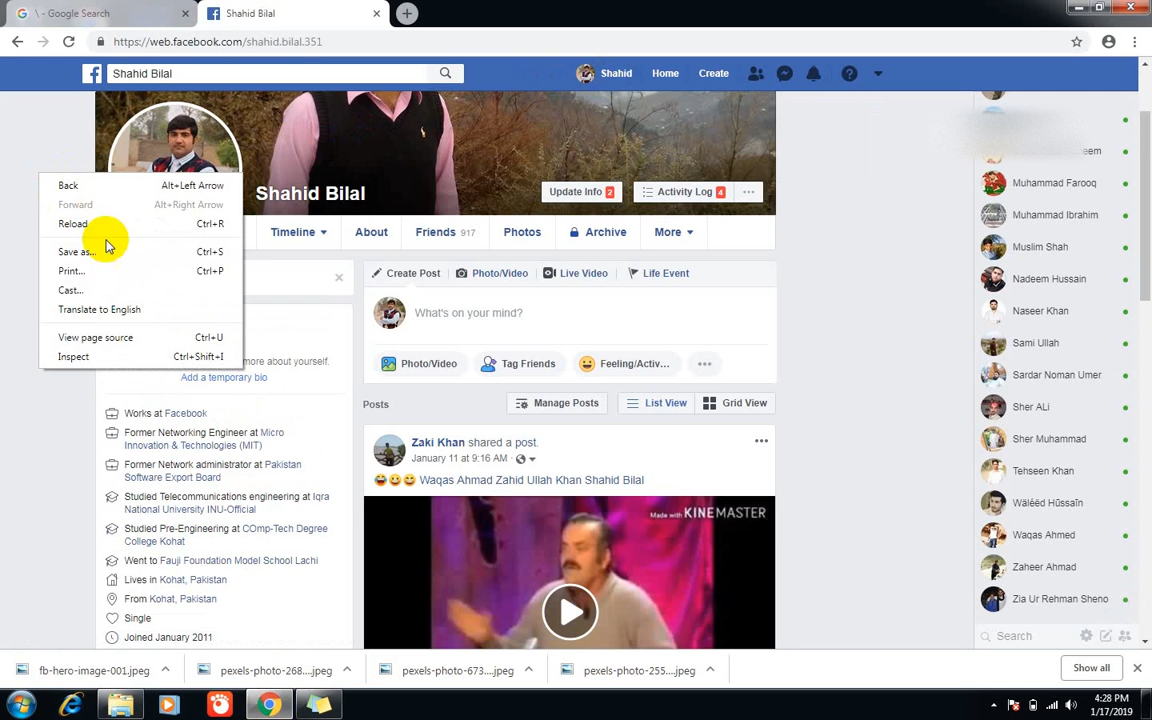 \ - Google Search
Shahid Bilal
https://web.facebook.com/shahid.bilal.351
Shahid Bilal
Shahid
Home
Create
Shahid Bilal
Update Info 2
Activity Log 4
Timeline
About
Friends 917
Photos
Archive
More
Back Alt+Left Arrow
Forward Alt+Right Arrow
Reload Ctrl+R
Save as... Ctrl+S
Print... Ctrl+P
Cast...
Translate to English
View page source Ctrl+U
Inspect Ctrl+Shift+I
more about yourself.
Add a temporary bio
Works at Facebook
Former Networking Engineer at Micro
Innovation & Technologies (MIT)
Former Network administrator at Pakistan
Software Export Board
Studied Telecommunications engineering at Iqra
National University INU-Official
Studied Pre-Engineering at COmp-Tech Degree
College Kohat
Went to Fauji Foundation Model School Lachi
Lives in Kohat, Pakistan
From Kohat, Pakistan
Single
Joined January 2011
Create Post
Photo/Video
Live Video
Life Event
What's on your mind?
Photo/Video
Tag Friends
Feeling/Activ...
Posts
Manage Posts
List View
Grid View
Zaki Khan shared a post.
January 11 at 9:16 AM
Waqas Ahmad Zahid Ullah Khan Shahid Bilal
Made with KINEMASTER
Muhammad Farooq
Muhammad Ibrahim
Muslim Shah
Nadeem Hussain
Naseer Khan
Sami Ullah
Sardar Noman Umer
Sher ALi
Sher Muhammad
Tehseen Khan
Wäléëd Hûssaïn
Waqas Ahmed
Zaheer Ahmad
Zia Ur Rehman Sheno
Search
fb-hero-image-001.jpeg
pexels-photo-268....jpeg
pexels-photo-673....jpeg
pexels-photo-255....jpeg
Show all
4:28 PM
1/17/2019